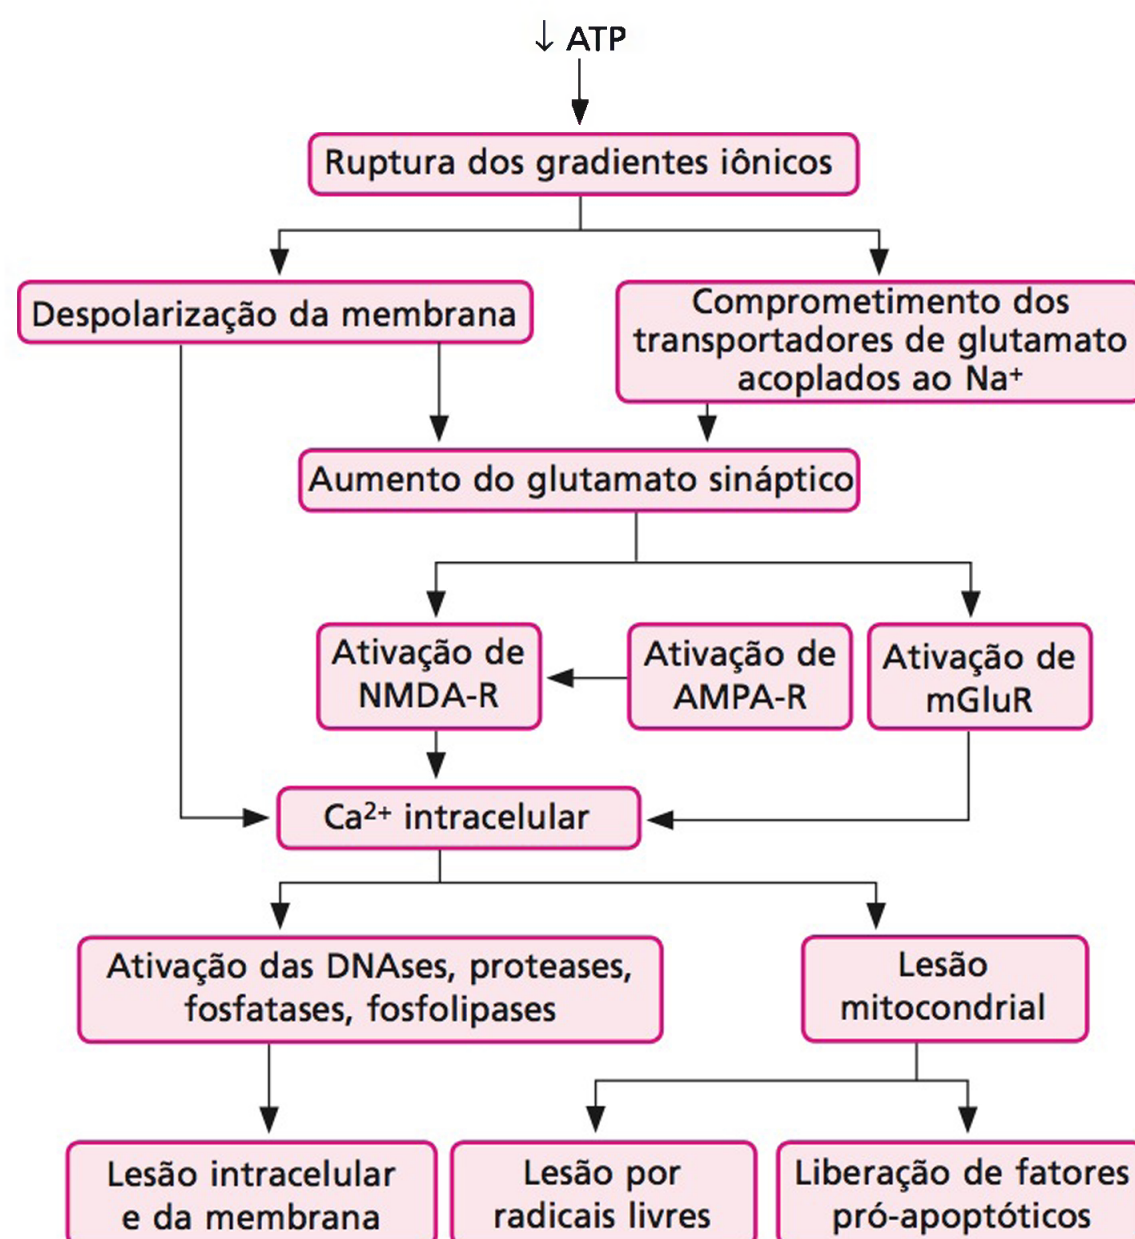 ↓ ATP
Ruptura dos gradientes iônicos
Despolarização da membrana
Comprometimento dos
transportadores de glutamato
acoplados ao Na⁺
Aumento do glutamato sináptico
Ativação de
NMDA-R
Ativação de
AMPA-R
Ativação de
mGluR
Ca²⁺ intracelular
Ativação das DNAses, proteases,
fosfatases, fosfolipases
Lesão
mitocondrial
Lesão intracelular
e da membrana
Lesão por
radicais livres
Liberação de fatores
pró-apoptóticos